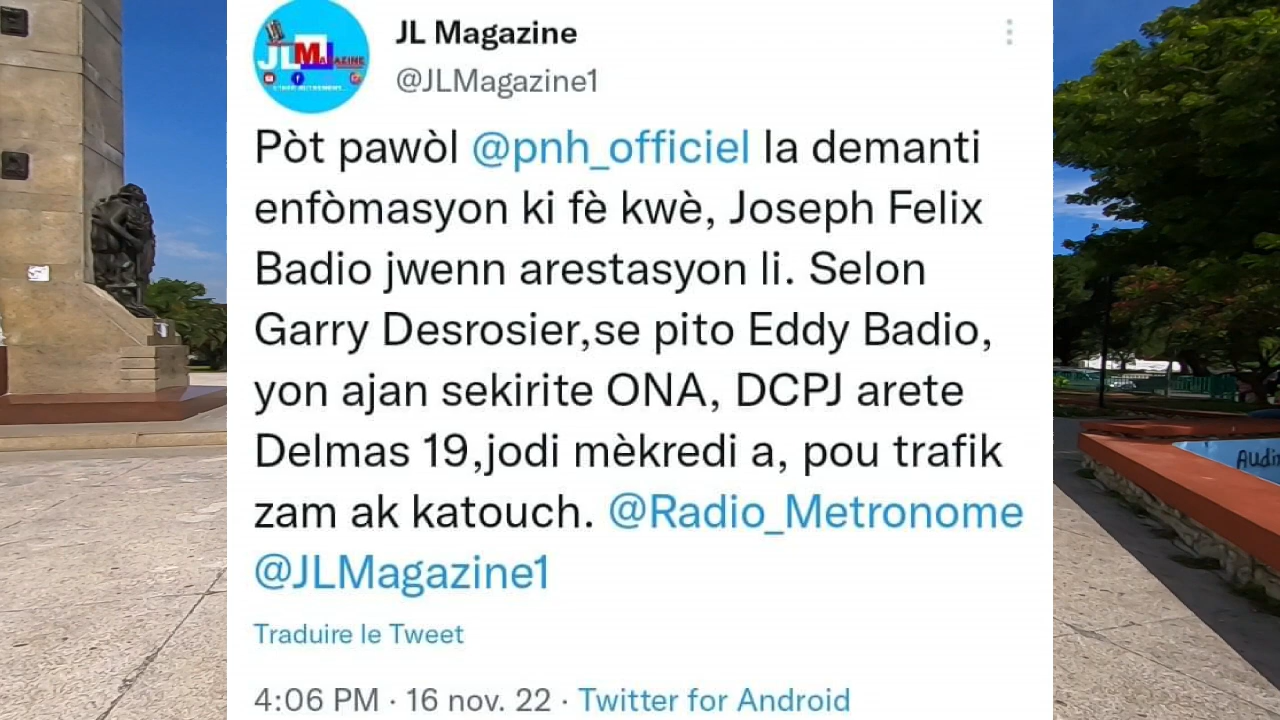 JL Magazine
@JLMagazine1
Pòt pawòl @pnh_officiel la demanti
enfòmasyon ki fè kwè, Joseph Felix
Badio jwenn arestasyon li. Selon
Garry Desrosier,se pito Eddy Badio,
yon ajan sekirite ONA, DCPJ arete
Delmas 19,jodi mèkredi a, pou trafik
zam ak katouch. @Radio_Metronome
@JLMagazine1
Traduire le Tweet
4:06 PM · 16 nov. 22 · Twitter for Android
JLMAGAZINE